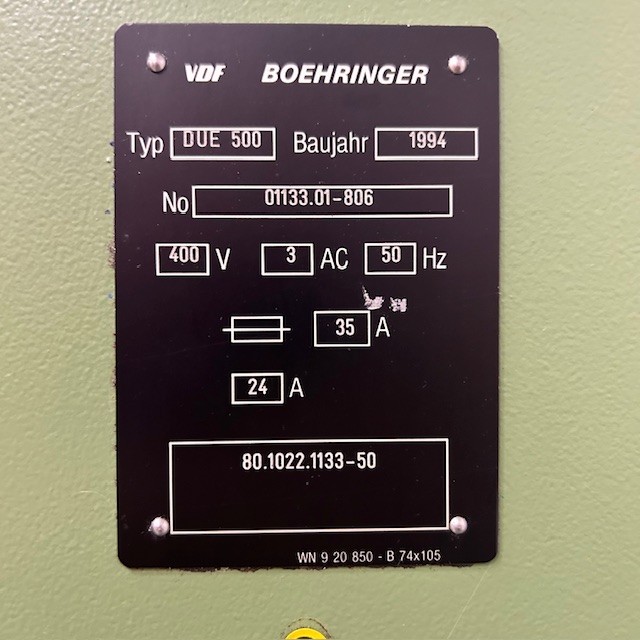 VDF BOEHRINGER
Typ DUE 500 Baujahr 1994
No 01133.01-806
400 V 3 AC 50 Hz
35 A
24 A
80.1022.1133-50
WN 9 20 850 - B 74x105